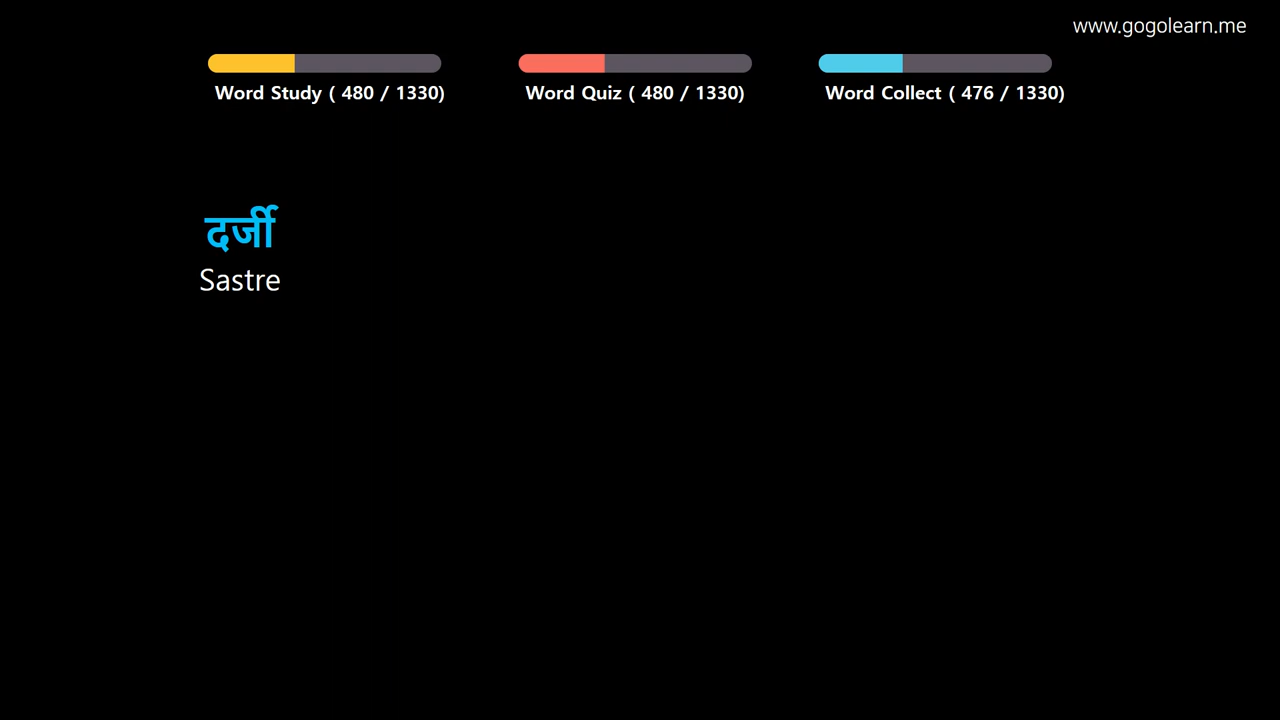 www.gogolearn.me
Word Study ( 480 / 1330)
Word Quiz ( 480 / 1330)
Word Collect ( 476 / 1330)
दर्जी
Sastre